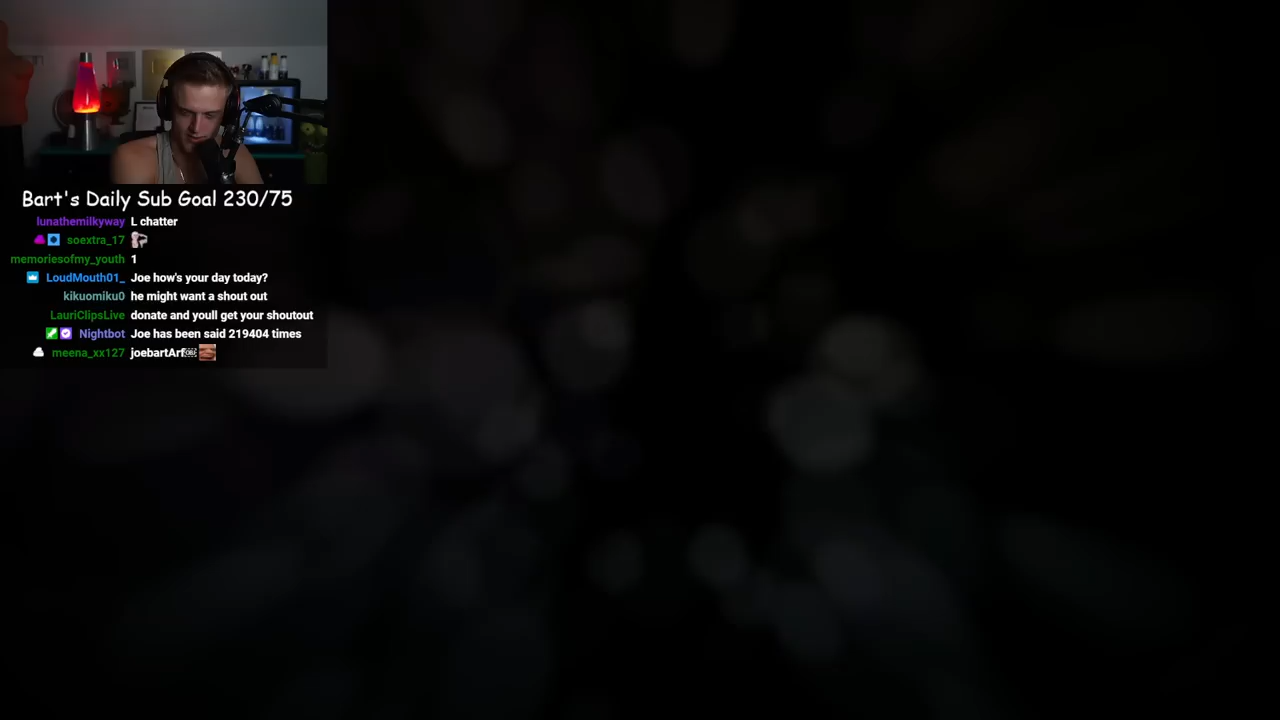 Bart's Daily Sub Goal 230/75
lunathemilkyway L chatter
soextra_17
memoriesofmy_youth 1
LoudMouth01_ Joe how's your day today?
kikuomiku0 he might want a shout out
LauriClipsLive donate and youll get your shoutout
Nightbot Joe has been said 219404 times
meena_xx127 joebartArf